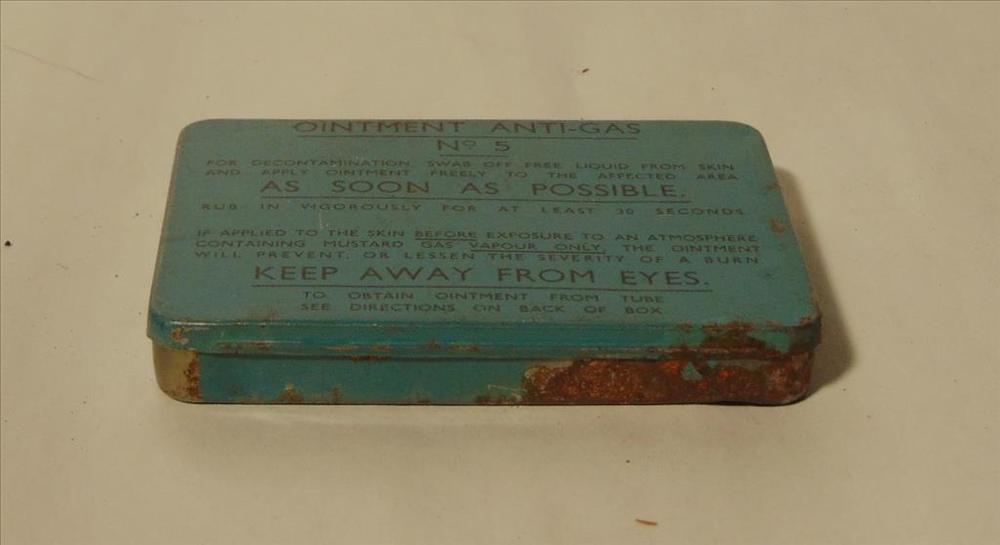 OINTMENT ANTI-GAS
Nº 5
FOR DECONTAMINATION SWAB OFF FREE LIQUID FROM SKIN
AND APPLY OINTMENT FREELY TO THE AFFECTED AREA
AS SOON AS POSSIBLE.
RUB IN VIGOROUSLY FOR AT LEAST 30 SECONDS
IF APPLIED TO THE SKIN BEFORE EXPOSURE TO AN ATMOSPHERE
CONTAINING MUSTARD GAS VAPOUR ONLY, THE OINTMENT
WILL PREVENT, OR LESSEN THE SEVERITY OF A BURN
KEEP AWAY FROM EYES.
TO OBTAIN OINTMENT FROM TUBE
SEE DIRECTIONS ON BACK OF BOX